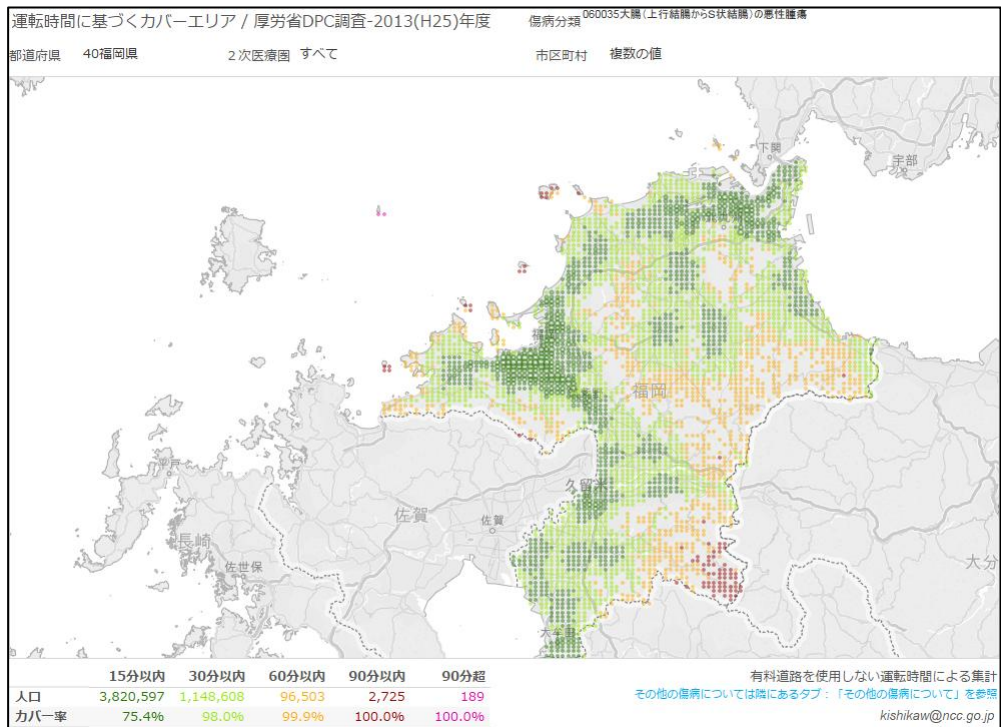 運転時間に基づくカバーエリア / 厚労省DPC調査-2013(H25)年度
傷病分類 060035大腸(上行結腸からS状結腸)の悪性腫瘍
都道府県 40福岡県 2次医療圏 すべて 市区町村 複数の値
下関
宇部
福岡
久留米
佐賀
佐賀
平戸
長崎
佐世保
大分
大牟田
15分以内 30分以内 60分以内 90分以内 90分超
人口 3,820,597 1,148,608 96,503 2,725 189
カバー率 75.4% 98.0% 99.9% 100.0% 100.0%
有料道路を使用しない運転時間による集計
その他の傷病については隣にあるタブ：「その他の傷病について」を参照
kishikaw@ncc.go.jp